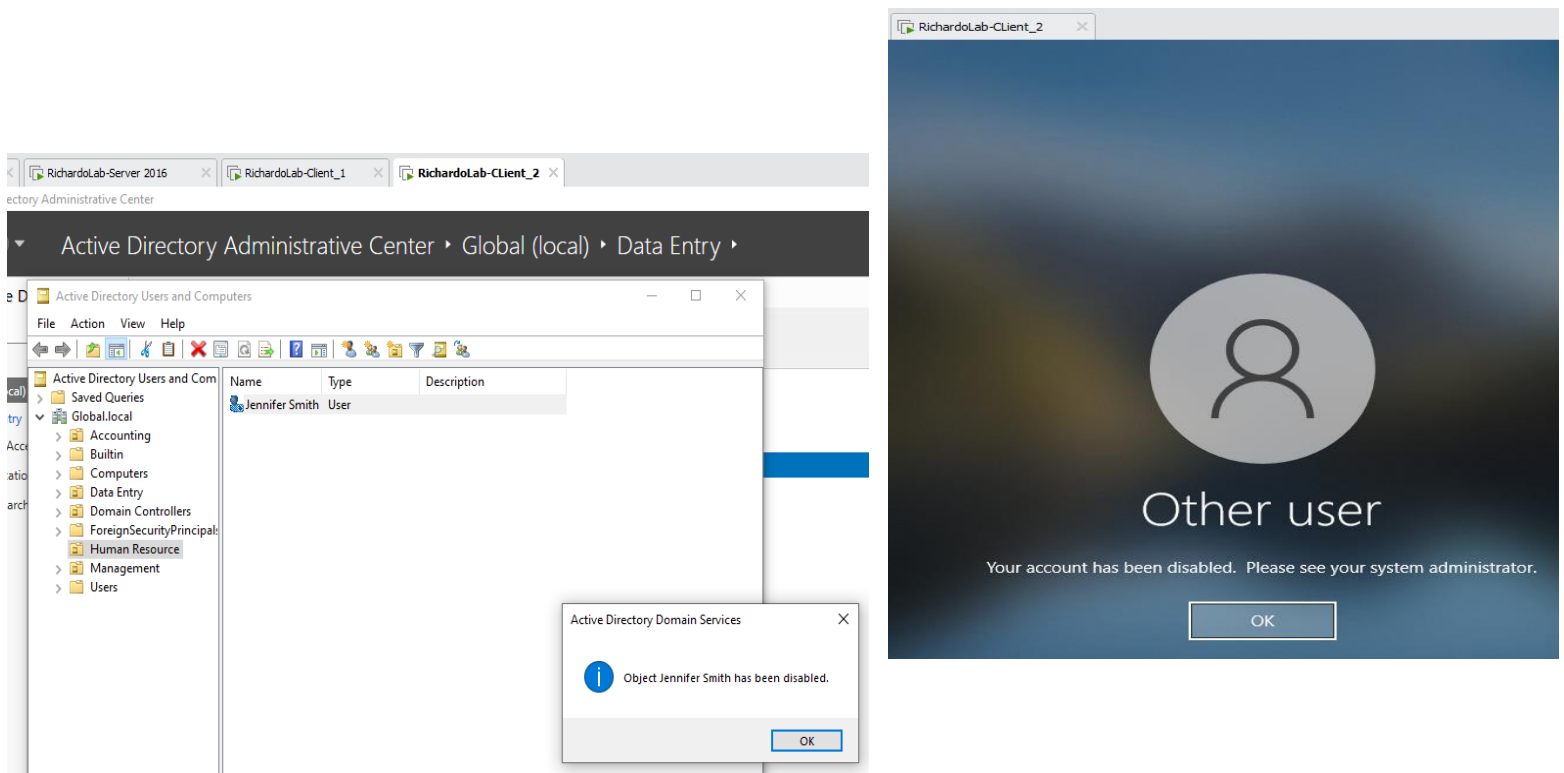 RichardoLab-Server 2016
RichardoLab-Client_1
RichardoLab-CLient_2
ectory Administrative Center
Active Directory Administrative Center
Global (local)
Data Entry
Active Directory Users and Computers
File Action View Help
Active Directory Users and Com
Saved Queries
Global.local
Accounting
Builtin
Computers
Data Entry
Domain Controllers
ForeignSecurityPrincipal
Human Resource
Management
Users
Name Type Description
Jennifer Smith User
Active Directory Domain Services
Object Jennifer Smith has been disabled.
OK
RichardoLab-CLient_2
Other user
Your account has been disabled. Please see your system administrator.
OK